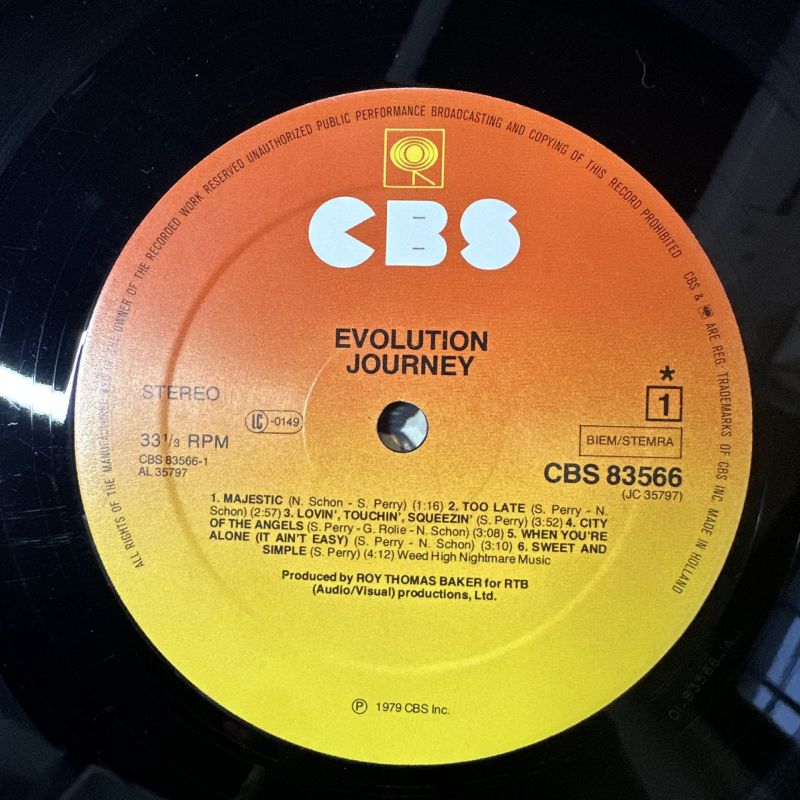 ALL RIGHTS OF THE MANUFACTURER AND OF THE OWNER OF THE RECORDED WORK RESERVED UNAUTHORIZED PUBLIC PERFORMANCE BROADCASTING AND COPYING OF THIS RECORD PROHIBITED
CBS & ARE REG. TRADEMARKS OF CBS INC. MADE IN HOLLAND
CBS
EVOLUTION
JOURNEY
STEREO
LC-0149
33 1/3 RPM
CBS 83566-1
AL 35797
*
1
BIEM/STEMRA
CBS 83566
(JC 35797)
1. MAJESTIC (N. Schon - S. Perry) (1:16) 2. TOO LATE (S. Perry - N.
Schon) (2:57) 3. LOVIN', TOUCHIN', SQUEEZIN' (S. Perry) (3:52) 4. CITY
OF THE ANGELS (S. Perry - G. Rolie - N. Schon) (3:08) 5. WHEN YOU'RE
ALONE (IT AIN'T EASY) (S. Perry - N. Schon) (3:10) 6. SWEET AND
SIMPLE (S. Perry) (4:12) Weed High Nightmare Music
Produced by ROY THOMAS BAKER for RTB
(Audio/Visual) productions, Ltd.
℗ 1979 CBS Inc.